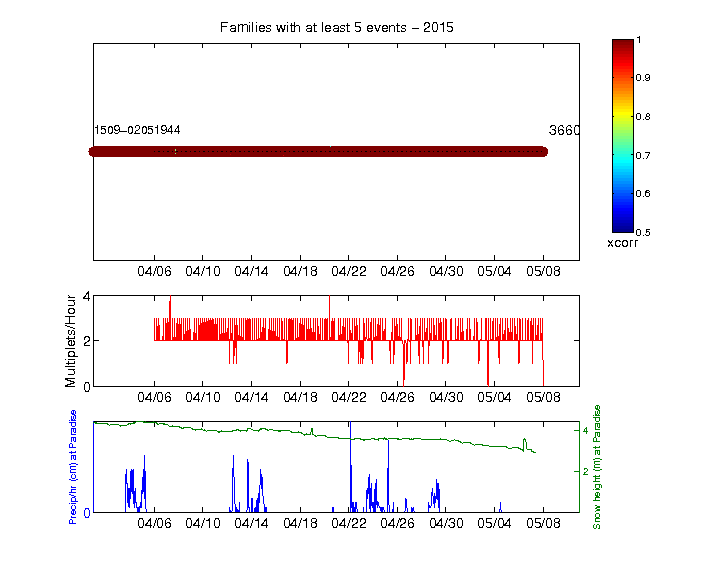 Families with at least 5 events – 2015
1509–02051944
3660
04/06 04/10 04/14 04/18 04/22 04/26 04/30 05/04 05/08
1
0.9
0.8
0.7
0.6
0.5
xcorr
Multiplets/Hour
4
2
0
04/06 04/10 04/14 04/18 04/22 04/26 04/30 05/04 05/08
Precip/hr (cm) at Paradise
0
4
2
Snow height (m) at Paradise
04/06 04/10 04/14 04/18 04/22 04/26 04/30 05/04 05/08